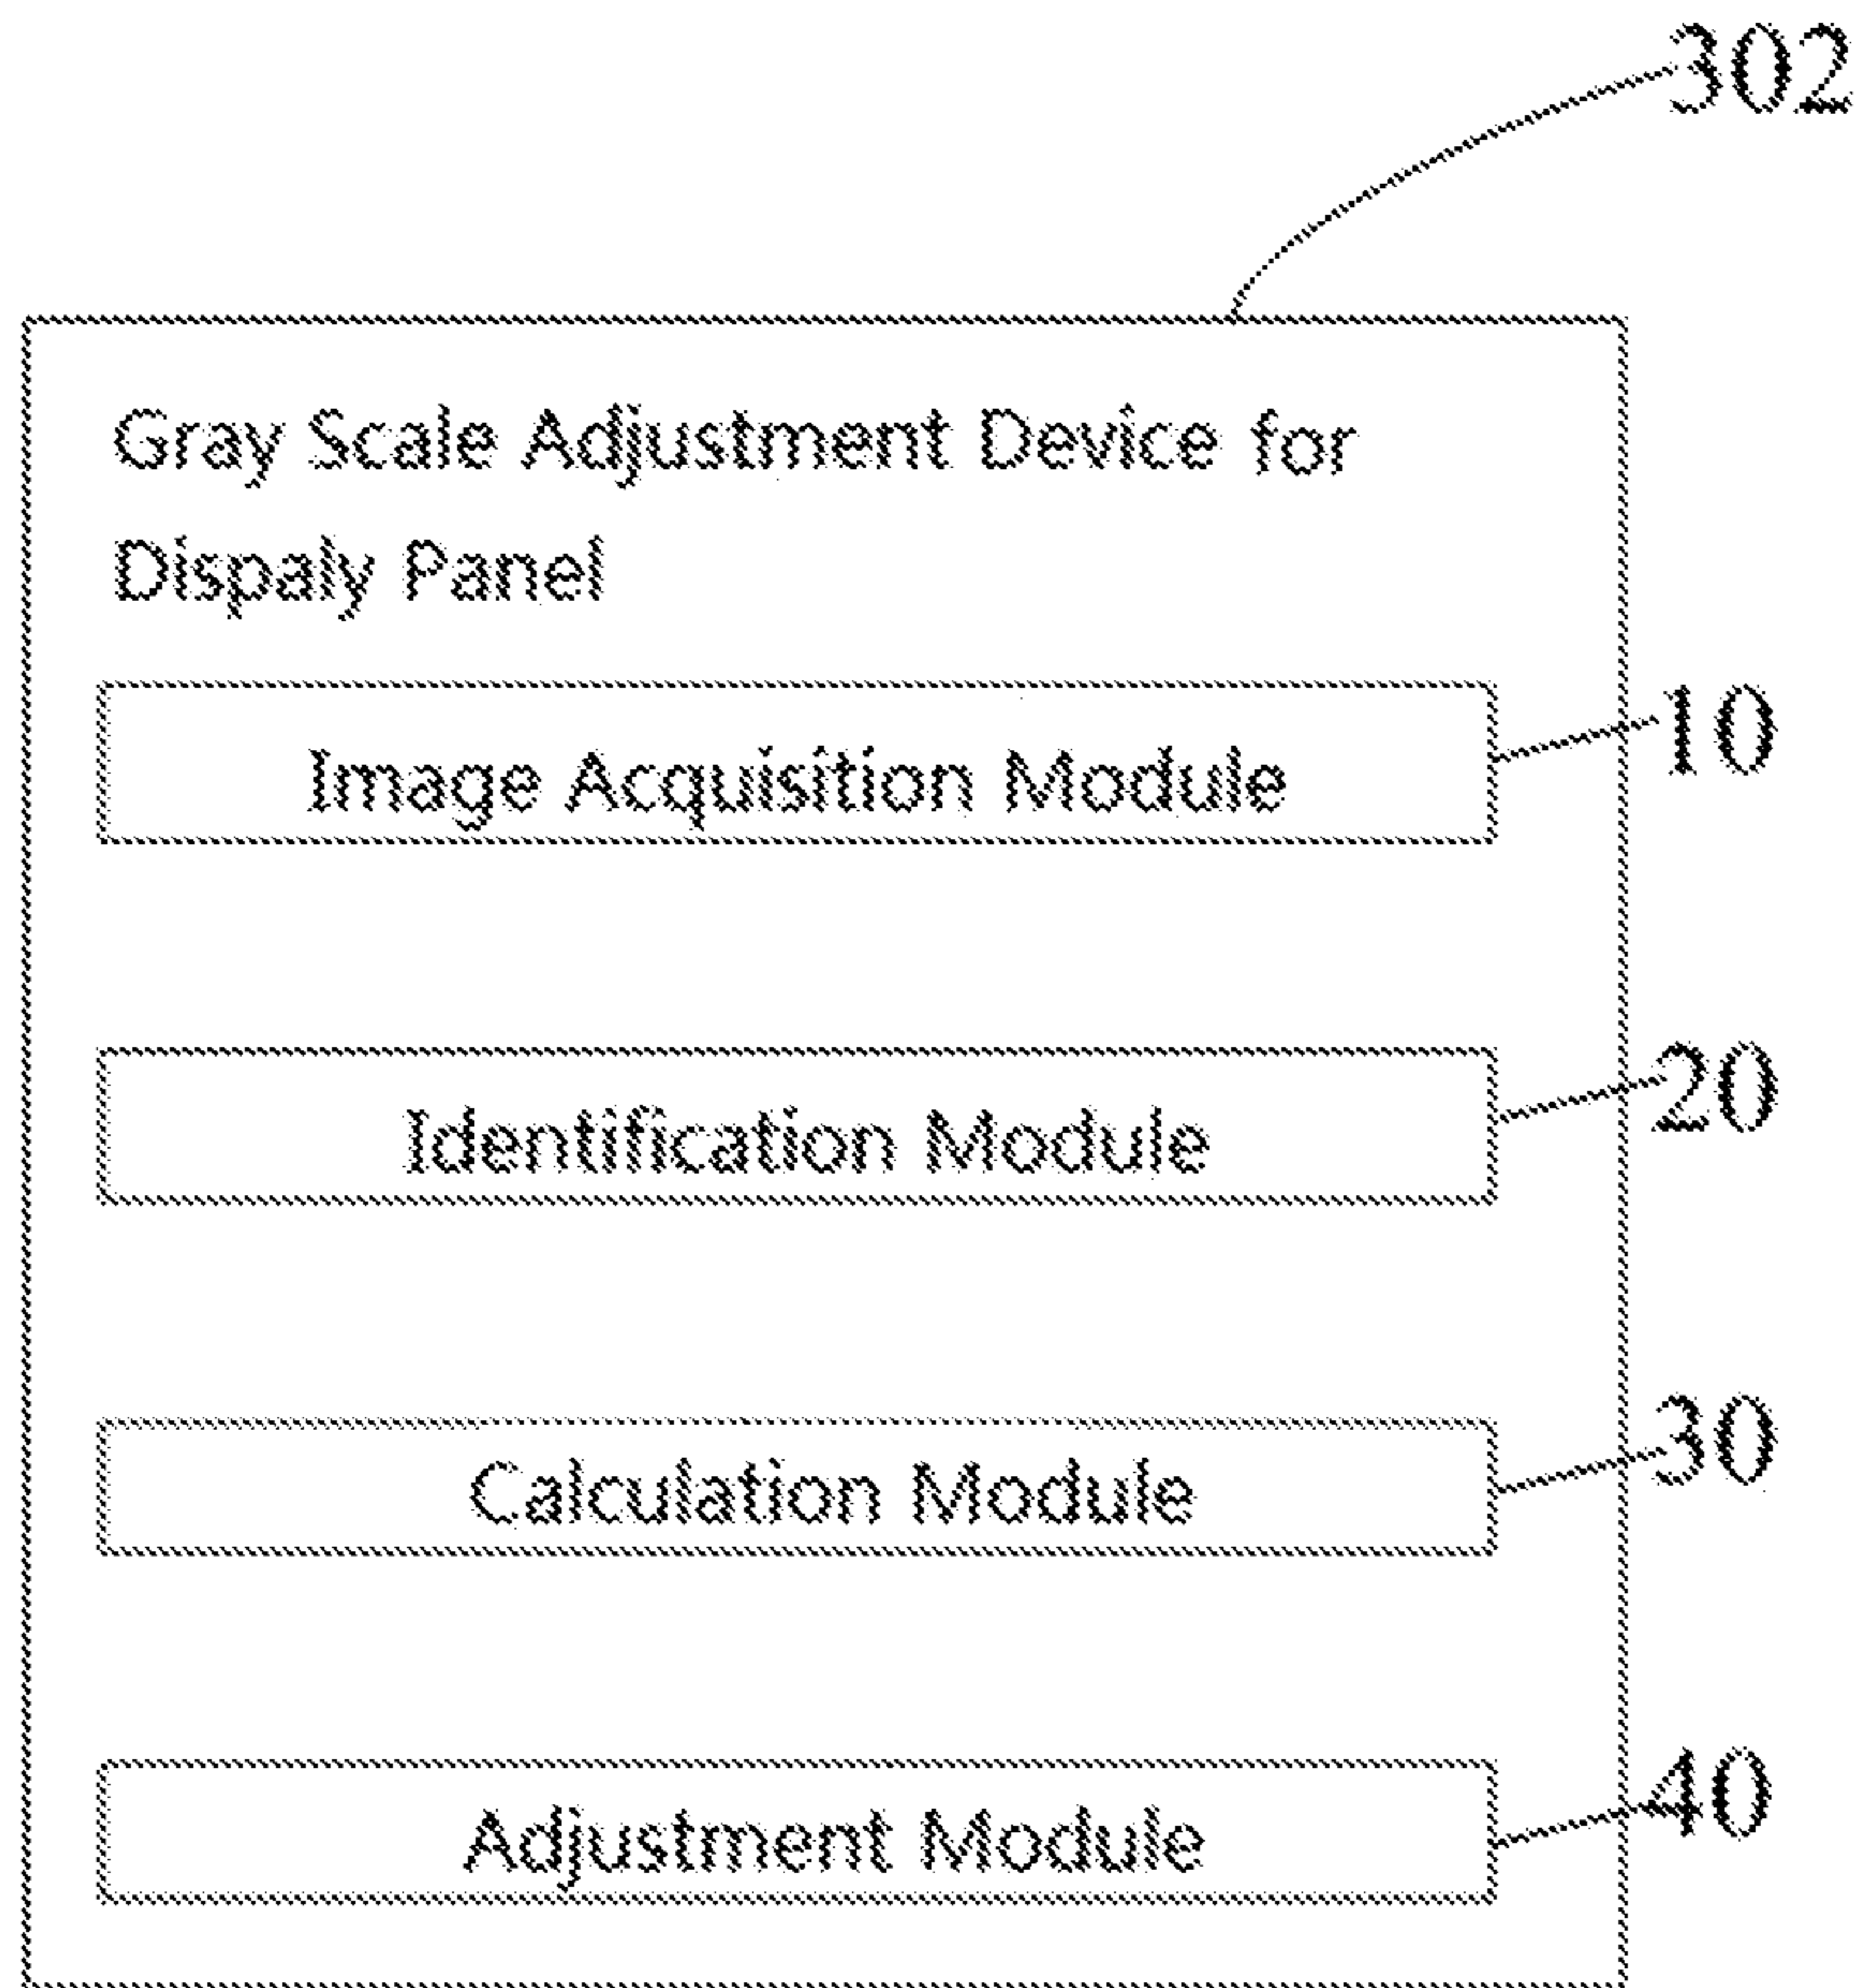 302
Gray Scale Adjustment Device for
Dispaly Panel
Image Acquisition Module
10
Identification Module
20
Calculation Module
30
Adjustment Module
40